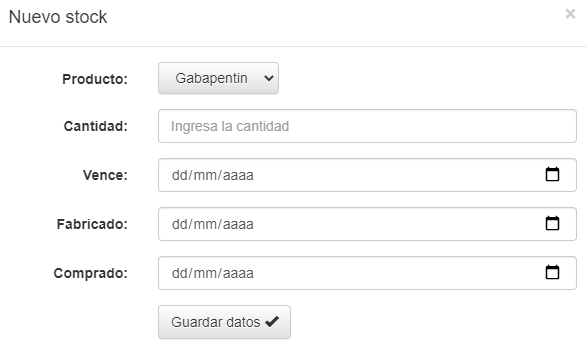 Nuevo stock ×
Producto: Gabapentin
Cantidad: Ingresa la cantidad
Vence: dd/mm/aaaa
Fabricado: dd/mm/aaaa
Comprado: dd/mm/aaaa
Guardar datos ✔